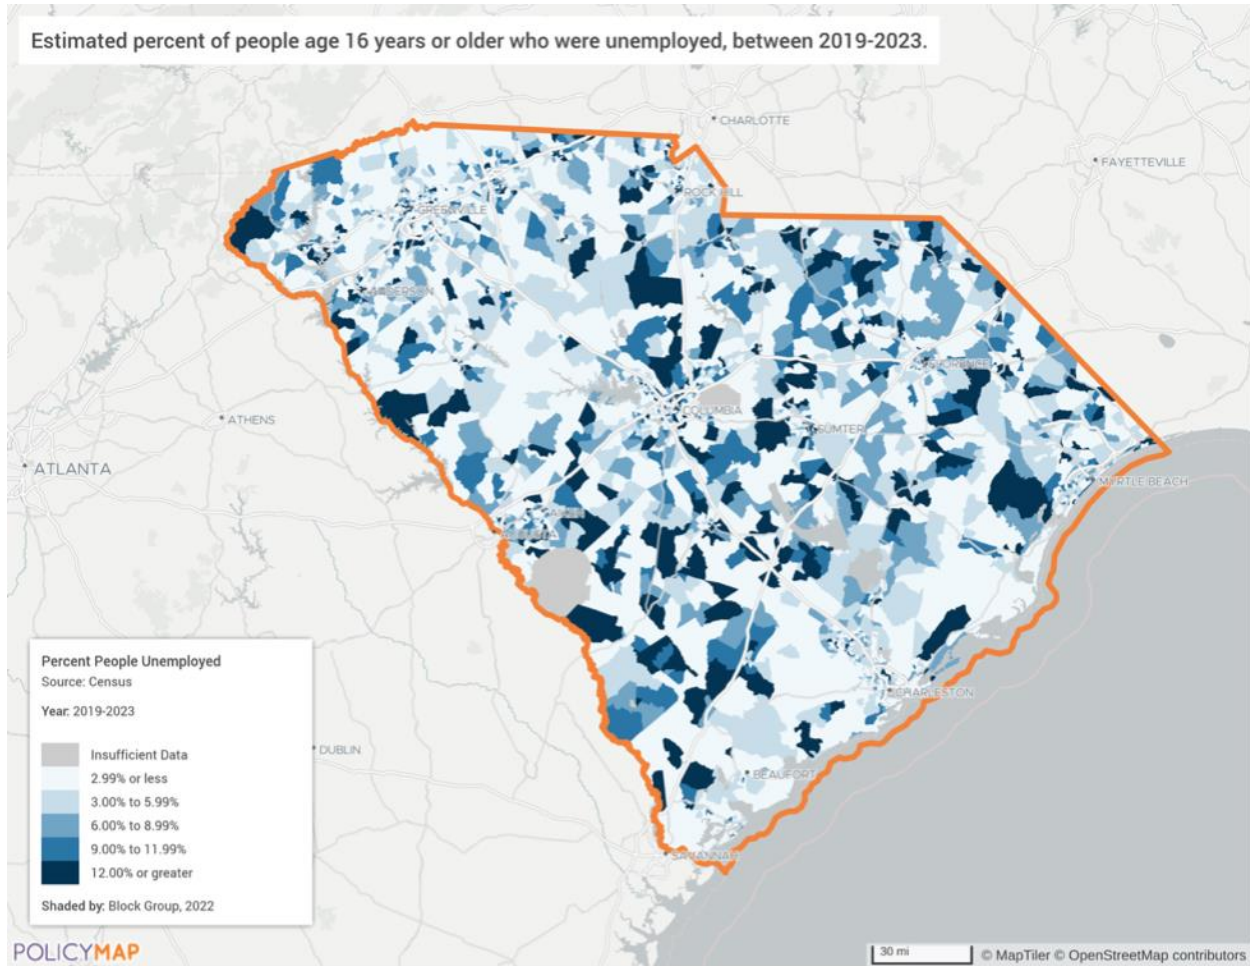 Estimated percent of people age 16 years or older who were unemployed, between 2019-2023.
CHARLOTTE
FAYETTEVILLE
ROCK HILL
GREENVILLE
ANDERSON
FLORENCE
COLUMBIA
ATHENS
SUMTER
ATLANTA
MYRTLE BEACH
AIKEN
AUGUSTA
CHARLESTON
DUBLIN
BEAUFORT
SAVANNAH
Percent People Unemployed
Source: Census
Year: 2019-2023
Insufficient Data
2.99% or less
3.00% to 5.99%
6.00% to 8.99%
9.00% to 11.99%
12.00% or greater
Shaded by: Block Group, 2022
POLICYMAP
30 mi
© MapTiler © OpenStreetMap contributors